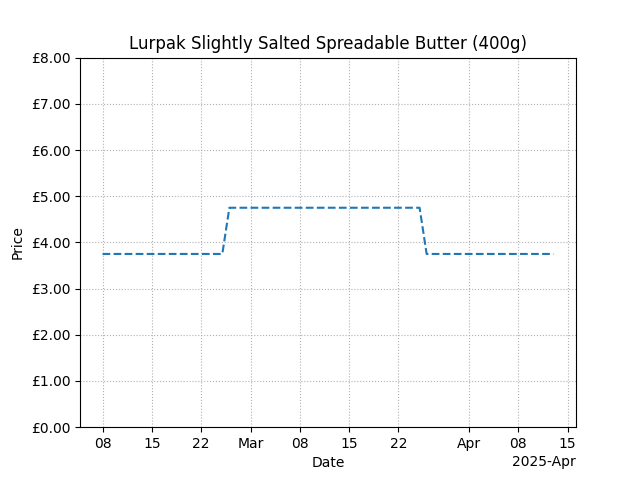 Lurpak Slightly Salted Spreadable Butter (400g)
£8.00
£7.00
£6.00
£5.00
£4.00
£3.00
£2.00
£1.00
£0.00
Price
08 15 22 Mar 08 15 22 Apr 08 15
Date
2025-Apr